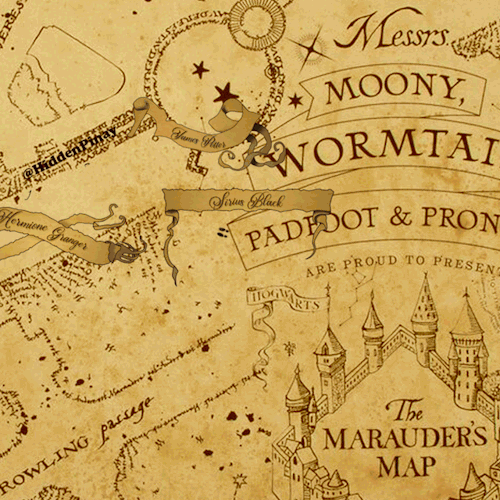 Messrs.
MOONY,
WORMTAI
PADFOOT & PRON
ARE PROUD TO PRESEN
HOGWARTS
The
MARAUDER'S
MAP
@HiddenPinay
James Potter
Sirius Black
Hermione Granger
ROWLING passage